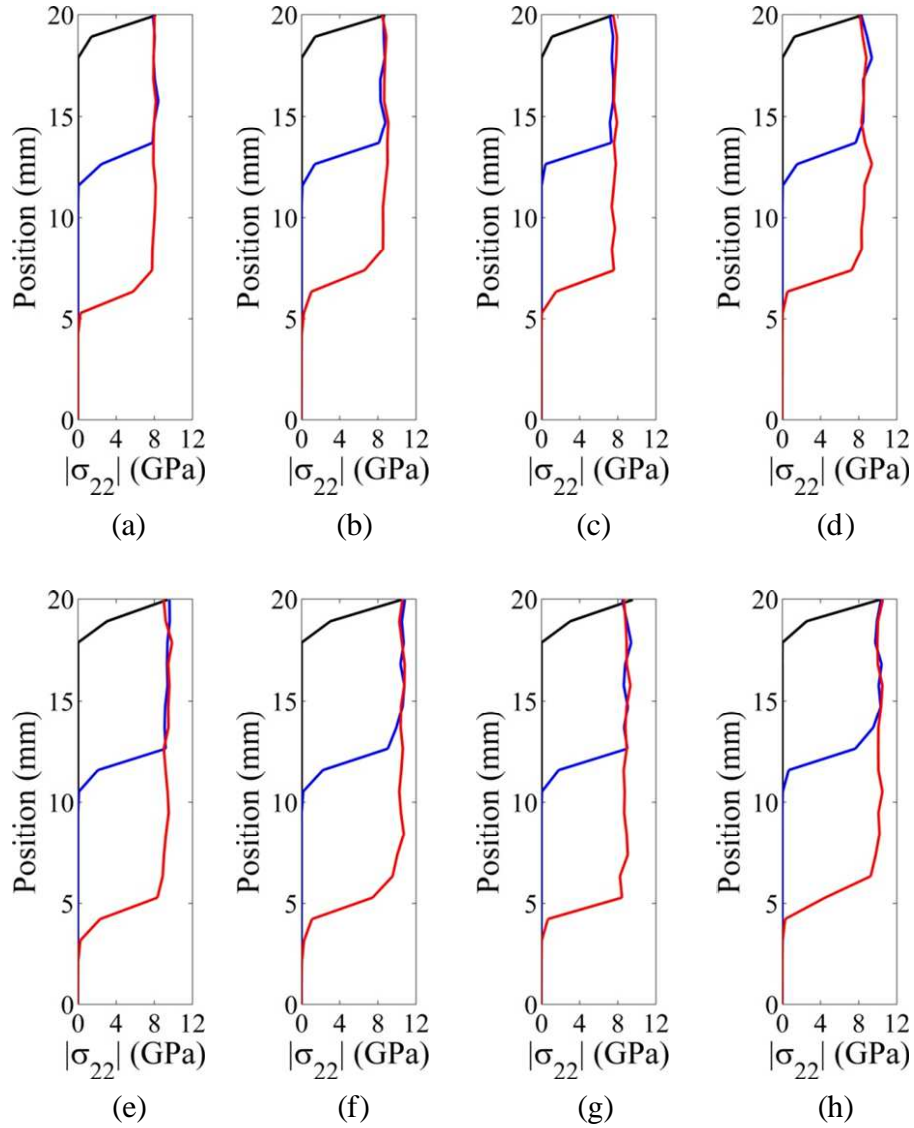 20 20 20 20
15 15 15 15
10 10 10 10
5 5 5 5
0 0 0 0
Position (mm) Position (mm) Position (mm) Position (mm)
0 4 8 12 0 4 8 12 0 4 8 12 0 4 8 12
|σ22| (GPa) |σ22| (GPa) |σ22| (GPa) |σ22| (GPa)
(a) (b) (c) (d)
20 20 20 20
15 15 15 15
10 10 10 10
5 5 5 5
0 0 0 0
Position (mm) Position (mm) Position (mm) Position (mm)
0 4 8 12 0 4 8 12 0 4 8 12 0 4 8 12
|σ22| (GPa) |σ22| (GPa) |σ22| (GPa) |σ22| (GPa)
(e) (f) (g) (h)